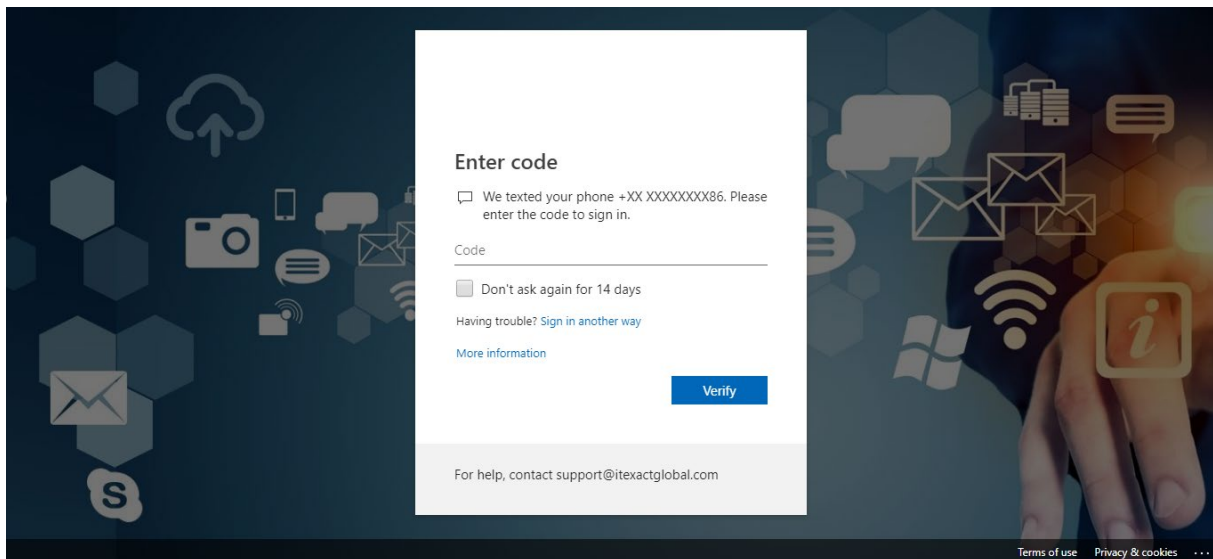 Enter code
We texted your phone +XX XXXXXXXX86. Please
enter the code to sign in.
Code
Don't ask again for 14 days
Having trouble? Sign in another way
More information
Verify
For help, contact support@itexactglobal.com
Terms of use Privacy & cookies ...